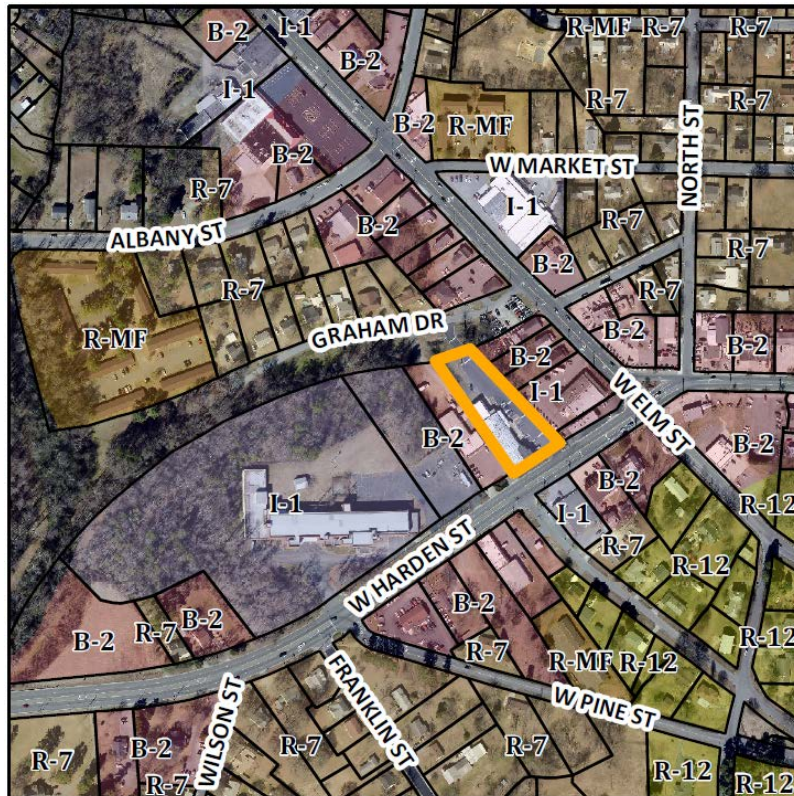 B-2
I-1
B-2
R-MF
R-7
R-7
I-1
R-7
R-7
B-2
R-MF
B-2
W MARKET ST
NORTH ST
R-7
I-1
B-2
R-7
ALBANY ST
R-7
R-7
B-2
R-7
R-MF
GRAHAM DR
B-2
B-2
B-2
I-1
W ELM ST
B-2
B-2
B-2
I-1
I-1
R-12
R-7
W HARDEN ST
R-12
R-12
B-2
R-7
B-2
B-2
R-7
R-MF
R-12
R-12
WILSON ST
FRANKLIN ST
W PINE ST
R-7
B-2
R-7
R-7
R-7
R-12
R-12